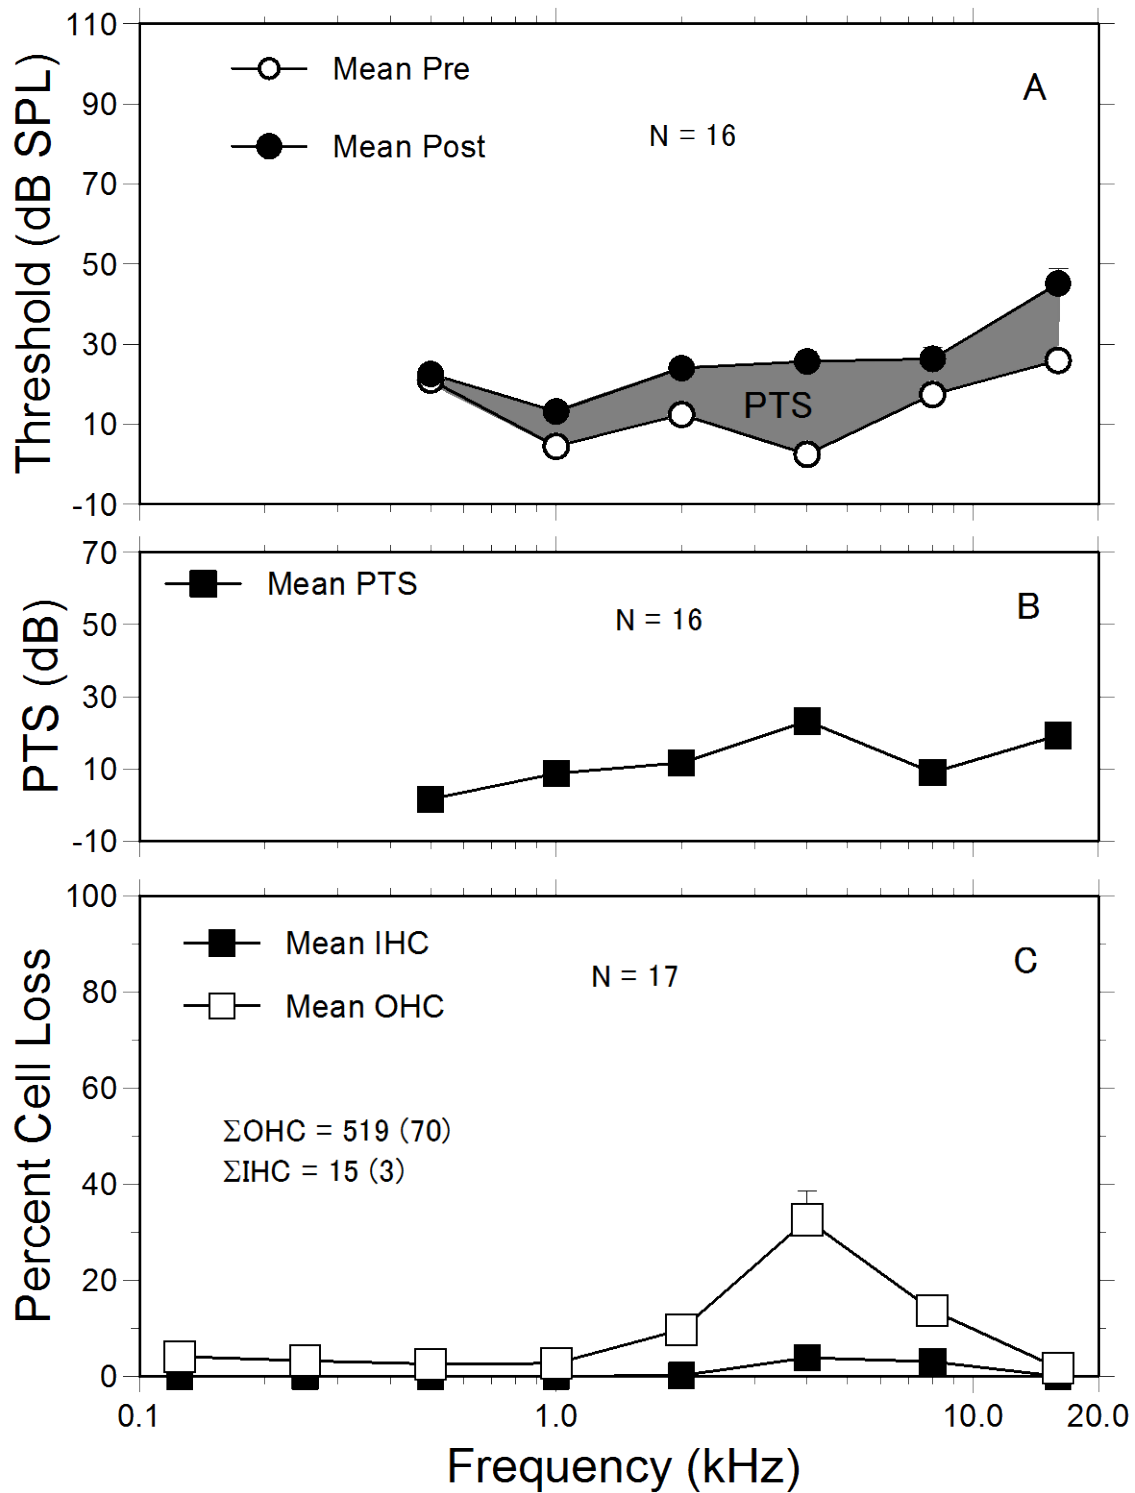 110
90
70
50
30
10
-10
Threshold (dB SPL)
Mean Pre
Mean Post
N = 16
A
PTS
70
50
30
10
-10
PTS (dB)
Mean PTS
N = 16
B
100
80
60
40
20
0
Percent Cell Loss
Mean IHC
Mean OHC
N = 17
C
ΣOHC = 519 (70)
ΣIHC = 15 (3)
0.1 1.0 10.0 20.0
Frequency (kHz)